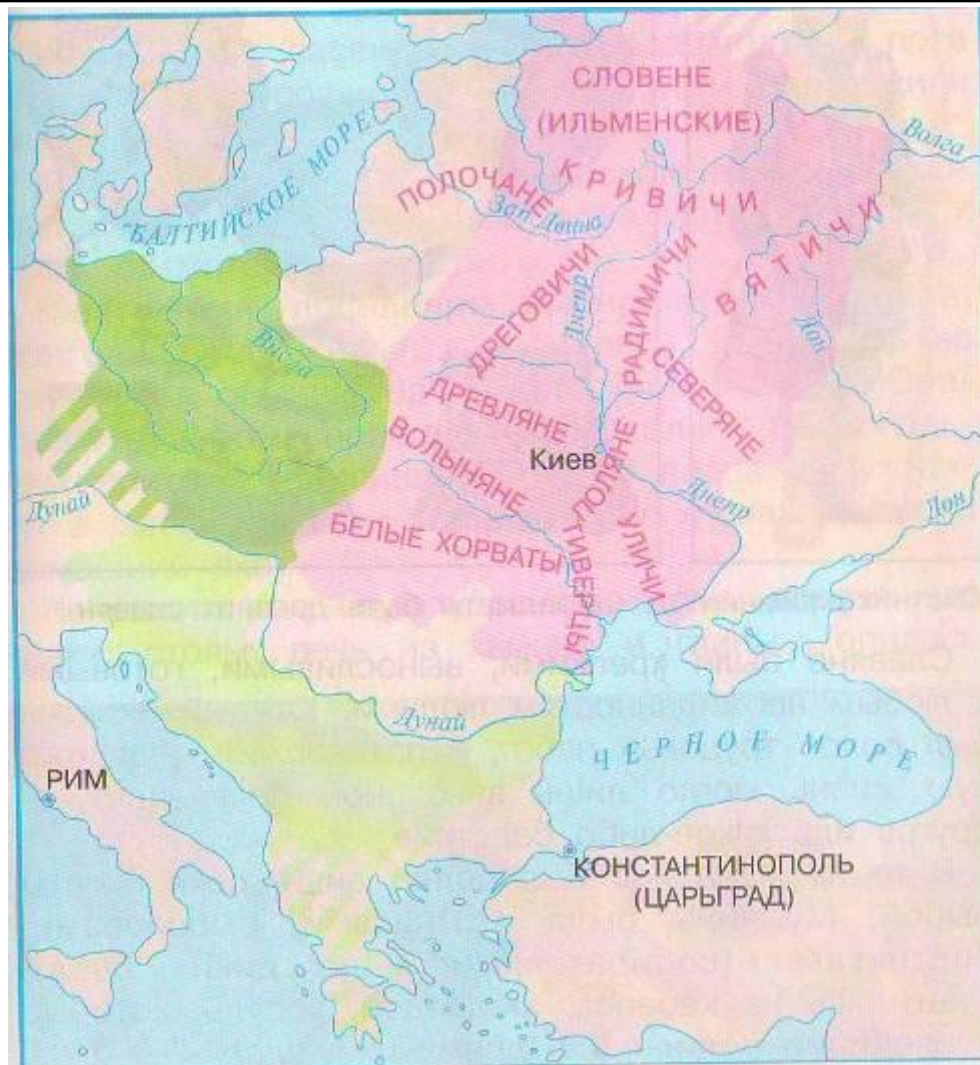 СЛОВЕНЕ
(ИЛЬМЕНСКИЕ)
Волга
КРИВИЧИ
ПОЛОЧАНЕ
Зап. Двина
БАЛТИЙСКОЕ МОРЕ
ВЯТИЧИ
ДРЕГОВИЧИ
Днепр
РАДИМИЧИ
Дон
Висла
СЕВЕРЯНЕ
ДРЕВЛЯНЕ
ВОЛЫНЯНЕ
Киев
ПОЛЯНЕ
Дунай
Днепр
Дон
БЕЛЫЕ ХОРВАТЫ
ТИВЕРЦЫ
УЛИЧИ
Дунай
ЧЕРНОЕ МОРЕ
РИМ
КОНСТАНТИНОПОЛЬ
(ЦАРЬГРАД)